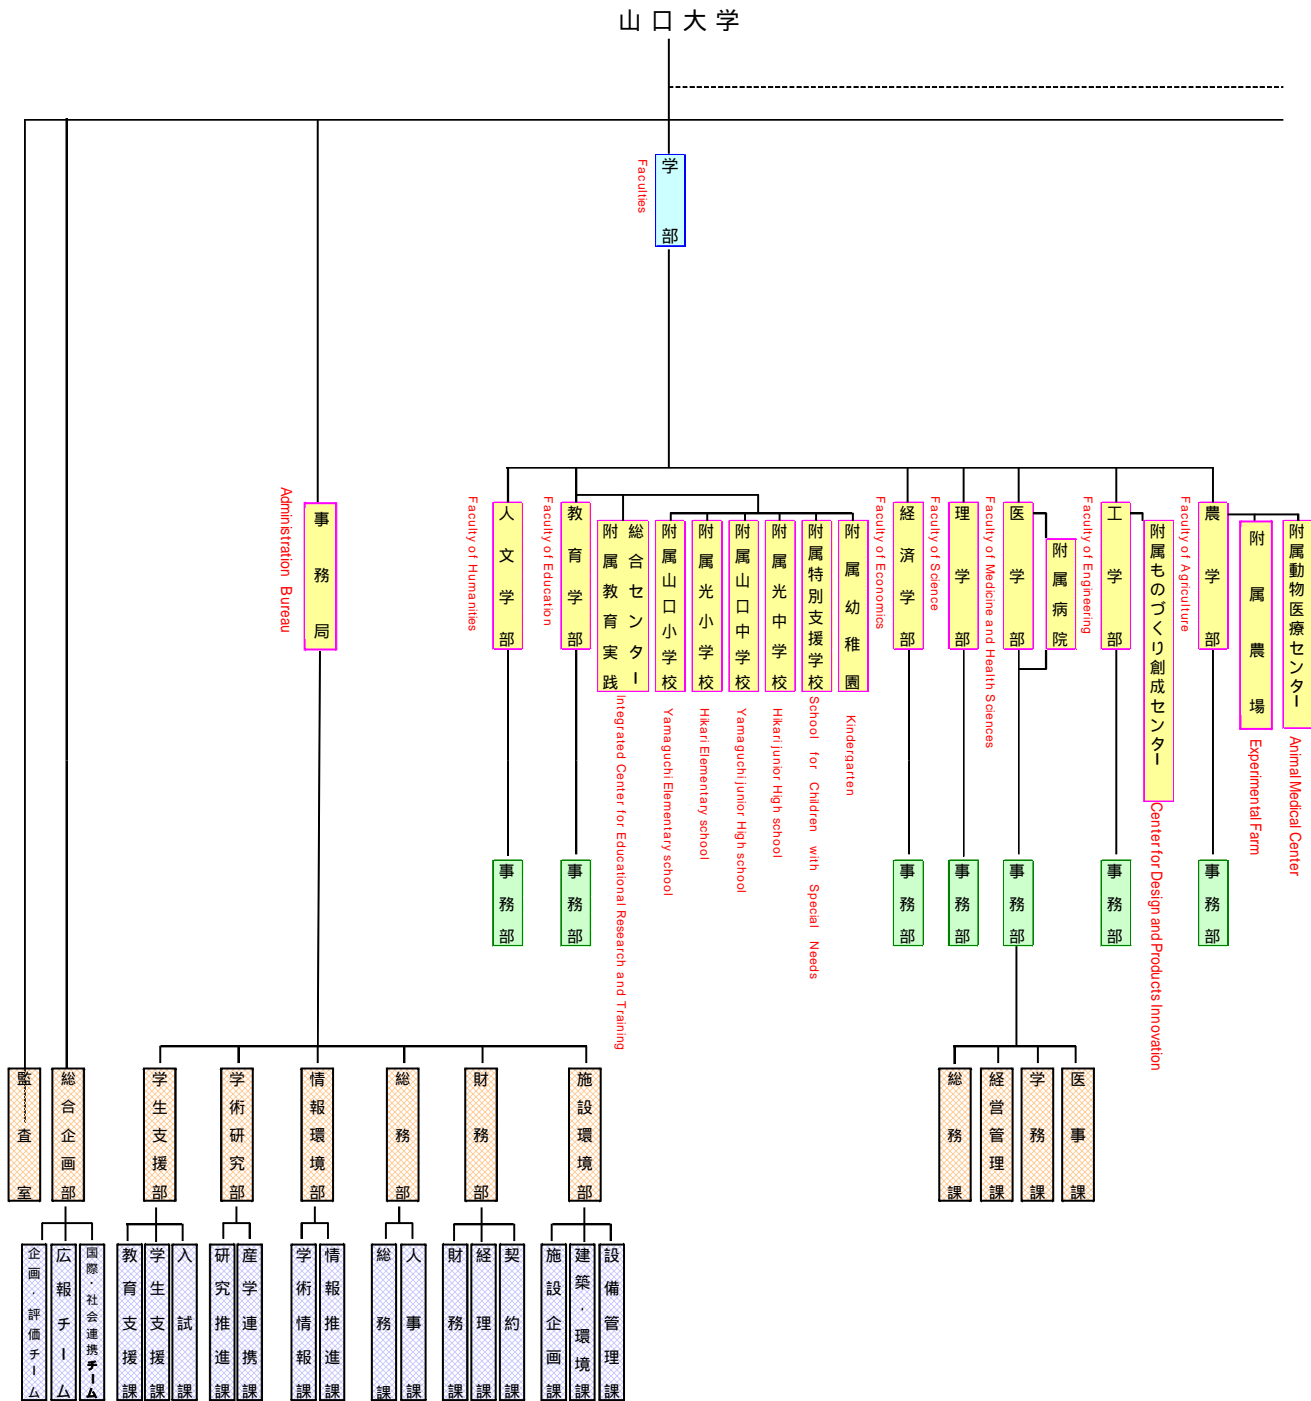 山口大学
学部
Faculties
Administration Bureau
事務局
Faculty of Humanities
人文学部
Faculty of Education
教育学部
附属教育実践
総合センター
Integrated Center for Educational Research and Training
附属山口小学校
Yamaguchi Elementary school
附属光小学校
Hikari Elementary school
附属山口中学校
Yamaguchi junior High school
附属光中学校
Hikari junior High school
附属特別支援学校
School for Children with Special Needs
附属幼稚園
Kindergarten
Faculty of Economics
経済学部
Faculty of Science
理学部
Faculty of Medicine and Health Sciences
医学部
附属病院
Faculty of Engineering
工学部
附属ものづくり創成センター
Center for Design and Products Innovation
Faculty of Agriculture
農学部
附属農場
Experimental Farm
附属動物医療センター
Animal Medical Center
事務部
事務部
事務部
事務部
事務部
事務部
事務部
監査室
総合企画部
学生支援部
学術研究部
情報環境部
総務部
財務部
施設環境部
総務課
経営管理課
学務課
医事課
企画・評価チーム
広報チーム
国際・社会連携チーム
教育支援課
学生支援課
入試課
研究推進課
産学連携課
学術情報課
情報推進課
総務課
人事課
財務課
経理課
契約課
施設企画課
建築・環境課
設備管理課